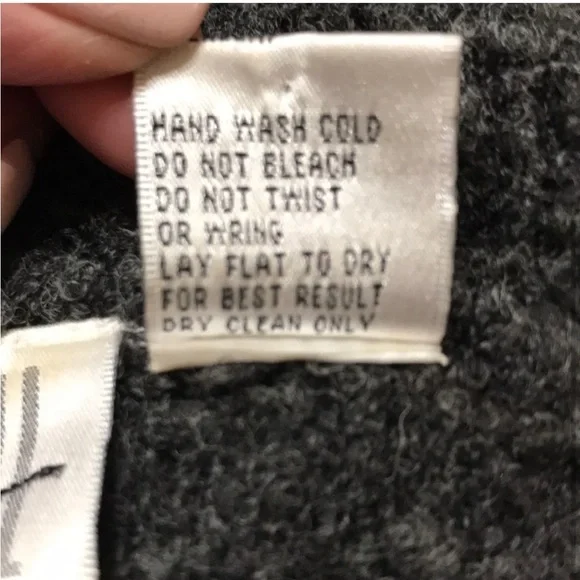 HAND WASH COLD
DO NOT BLEACH
DO NOT TWIST
OR WRING
LAY FLAT TO DRY
FOR BEST RESULT
DRY CLEAN ONLY